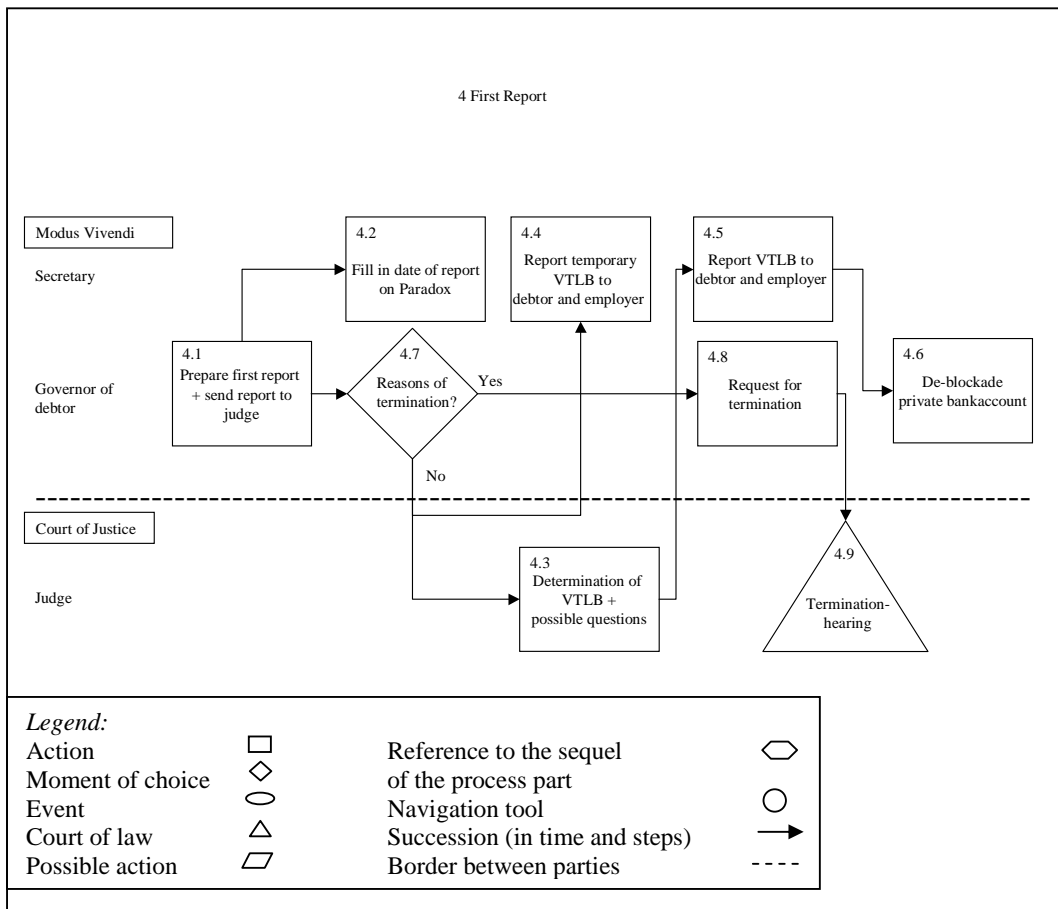 4 First Report
Modus Vivendi
Secretary
4.2
Fill in date of report
on Paradox
4.4
Report temporary
VTLB to
debtor and employer
4.5
Report VTLB to
debtor and employer
Governor of
debtor
4.1
Prepare first report
+ send report to
judge
4.7
Reasons of
termination?
Yes
No
4.8
Request for
termination
4.6
De-blockade
private bankaccount
Court of Justice
Judge
4.3
Determination of
VTLB +
possible questions
4.9
Termination-
hearing
Legend:
Action
Moment of choice
Event
Court of law
Possible action
Reference to the sequel
of the process part
Navigation tool
Succession (in time and steps)
Border between parties